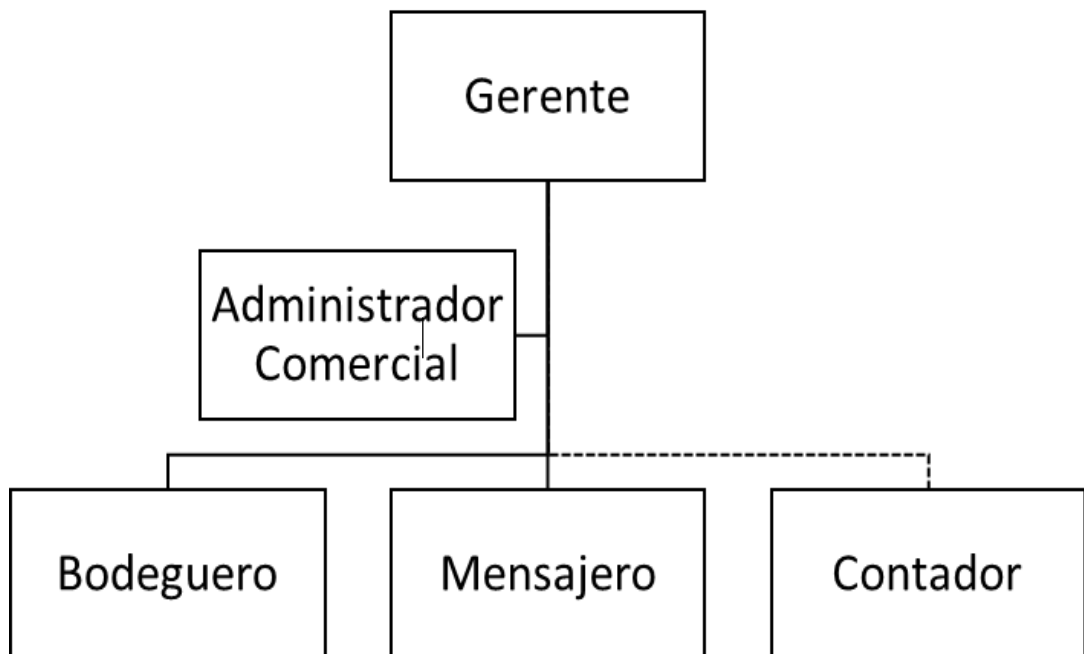 Gerente
Administrador
Comercial
Bodeguero
Mensajero
Contador